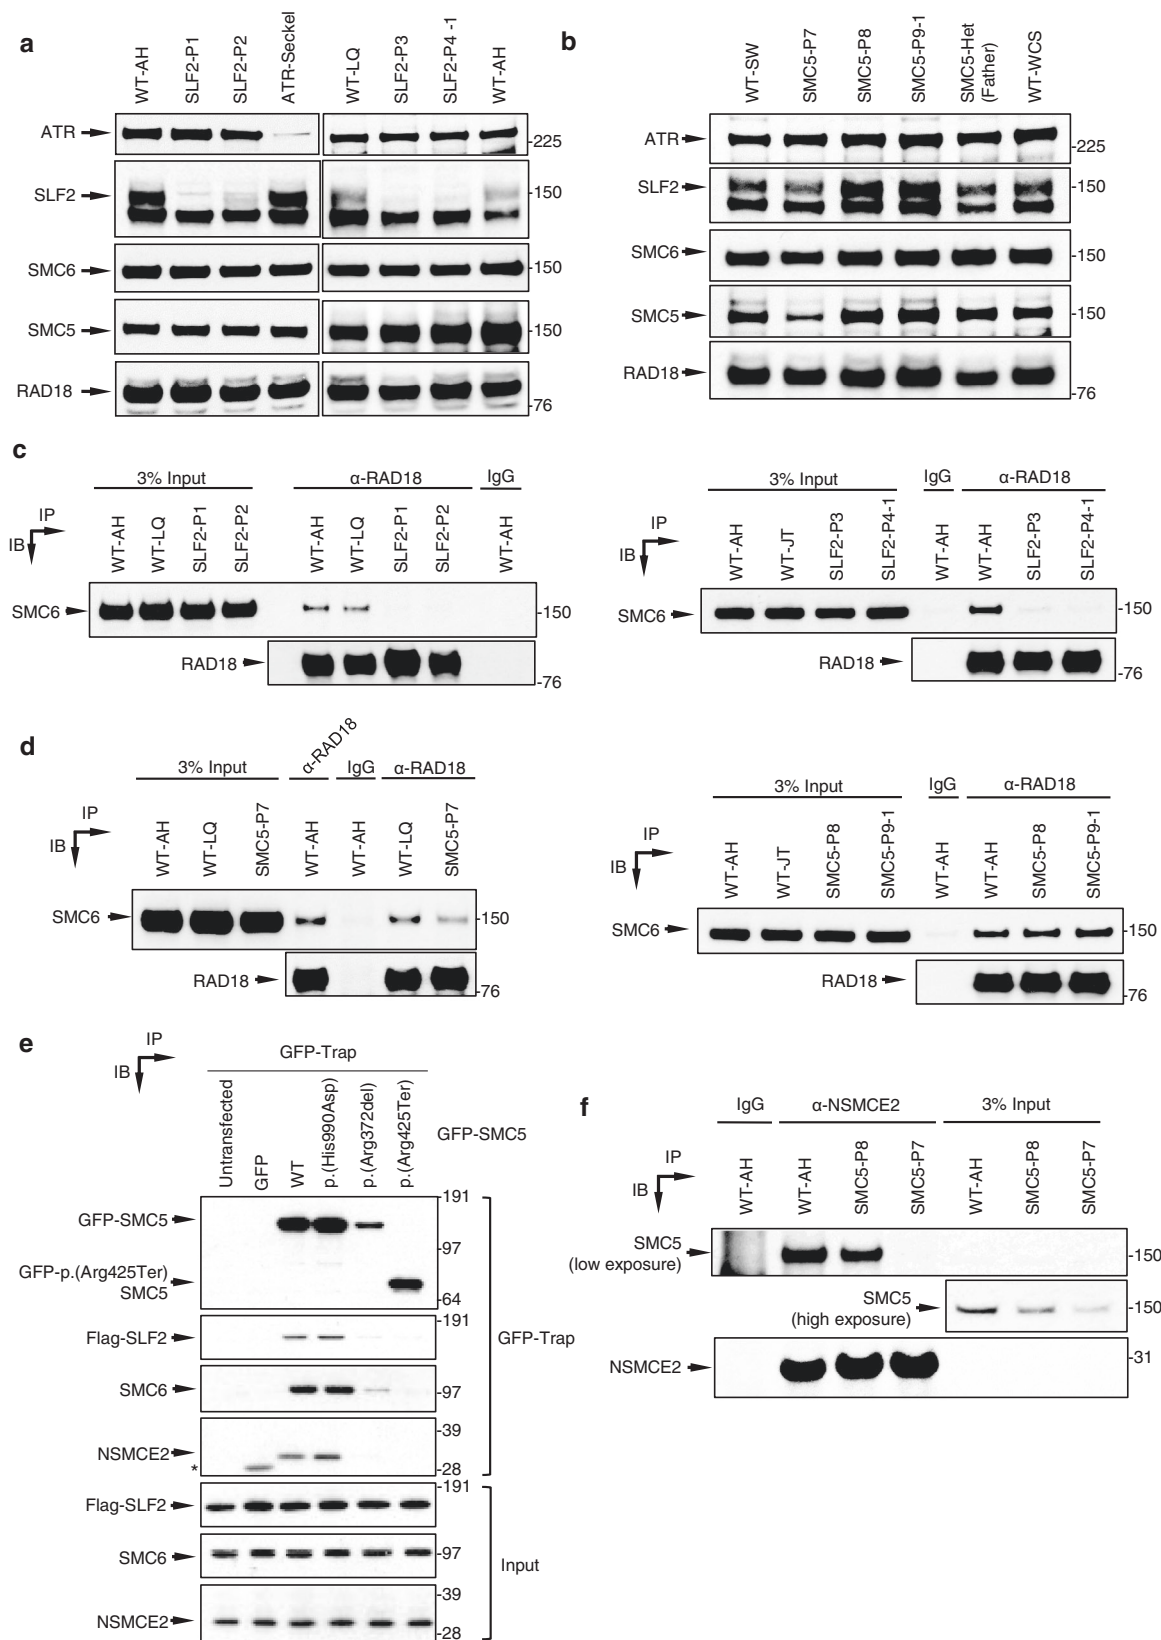 a
WT-AH
SLF2-P1
SLF2-P2
ATR-Seckel
WT-LQ
SLF2-P3
SLF2-P4 -1
WT-AH
ATR
-225
SLF2
-150
SMC6
-150
SMC5
-150
RAD18
-76
b
WT-SW
SMC5-P7
SMC5-P8
SMC5-P9-1
SMC5-Het
(Father)
WT-WCS
ATR
-225
SLF2
-150
SMC6
-150
SMC5
-150
RAD18
-76
c
3% Input
α-RAD18
IgG
IP
IB
WT-AH
WT-LQ
SLF2-P1
SLF2-P2
WT-AH
WT-LQ
SLF2-P1
SLF2-P2
WT-AH
SMC6
-150
RAD18
-76
3% Input
IgG
α-RAD18
IP
IB
WT-AH
WT-JT
SLF2-P3
SLF2-P4-1
WT-AH
WT-AH
SLF2-P3
SLF2-P4-1
SMC6
-150
RAD18
-76
d
3% Input
α-RAD18
IgG
α-RAD18
IP
IB
WT-AH
WT-LQ
SMC5-P7
WT-AH
WT-AH
WT-LQ
SMC5-P7
SMC6
-150
RAD18
-76
3% Input
IgG
α-RAD18
IP
IB
WT-AH
WT-JT
SMC5-P8
SMC5-P9-1
WT-AH
WT-AH
SMC5-P8
SMC5-P9-1
SMC6
-150
RAD18
-76
e
IP
IB
GFP-Trap
Untransfected
GFP
WT
p.(His990Asp)
p.(Arg372del)
p.(Arg425Ter)
GFP-SMC5
GFP-SMC5
-191
-97
GFP-p.(Arg425Ter)
SMC5
-64
Flag-SLF2
-191
GFP-Trap
SMC6
-97
NSMCE2
-39
*
-28
Flag-SLF2
-191
SMC6
-97
Input
NSMCE2
-39
-28
f
IgG
α-NSMCE2
3% Input
IP
IB
WT-AH
WT-AH
SMC5-P8
SMC5-P7
WT-AH
SMC5-P8
SMC5-P7
SMC5
(low exposure)
-150
SMC5
(high exposure)
-150
NSMCE2
-31